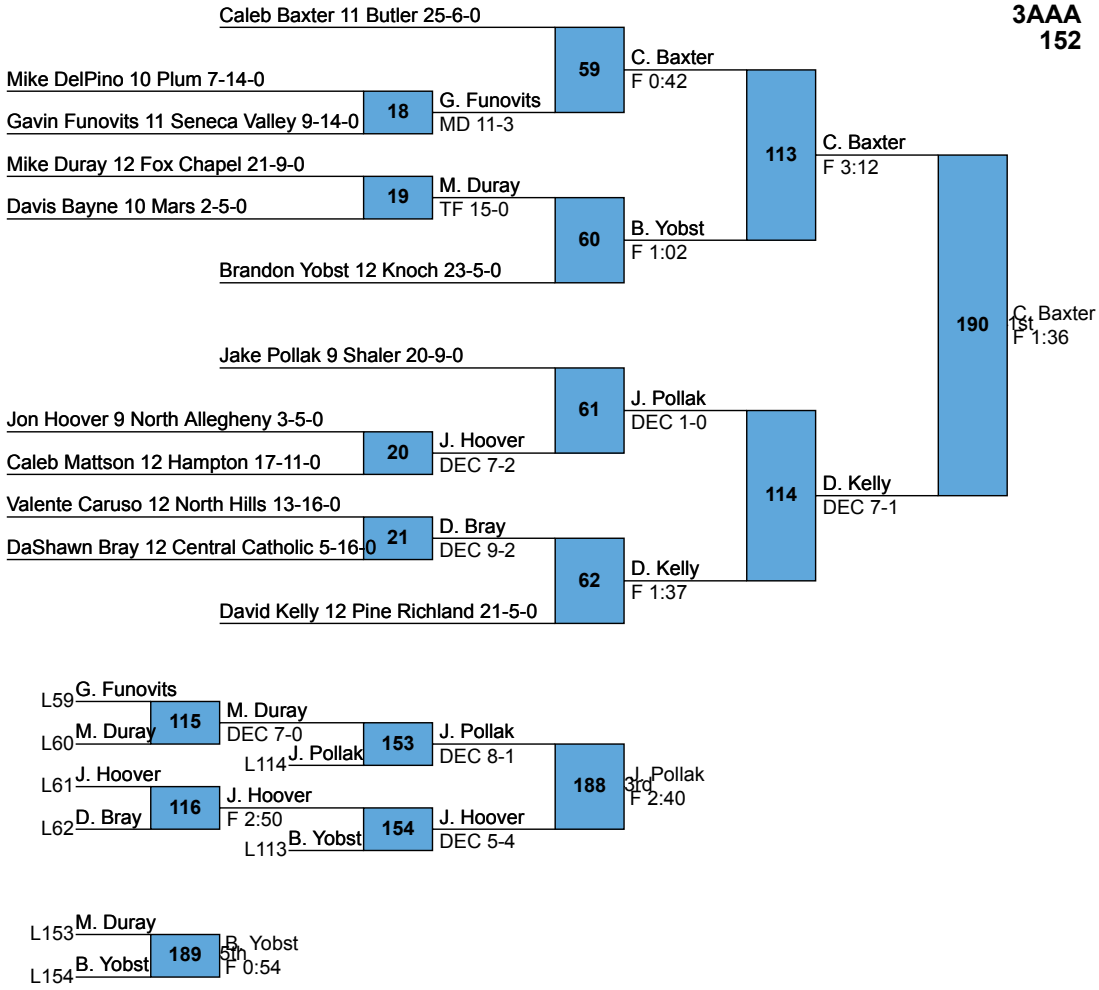 3AAA
152
Caleb Baxter 11 Butler 25-6-0
59
C. Baxter
F 0:42
Mike DelPino 10 Plum 7-14-0
18
G. Funovits
MD 11-3
Gavin Funovits 11 Seneca Valley 9-14-0
113
C. Baxter
F 3:12
Mike Duray 12 Fox Chapel 21-9-0
19
M. Duray
TF 15-0
Davis Bayne 10 Mars 2-5-0
60
B. Yobst
F 1:02
Brandon Yobst 12 Knoch 23-5-0
190
1st
C. Baxter
F 1:36
Jake Pollak 9 Shaler 20-9-0
61
J. Pollak
DEC 1-0
Jon Hoover 9 North Allegheny 3-5-0
20
J. Hoover
DEC 7-2
Caleb Mattson 12 Hampton 17-11-0
114
D. Kelly
DEC 7-1
Valente Caruso 12 North Hills 13-16-0
21
D. Bray
DEC 9-2
DaShawn Bray 12 Central Catholic 5-16-0
62
D. Kelly
F 1:37
David Kelly 12 Pine Richland 21-5-0
L59 G. Funovits
115
M. Duray
DEC 7-0
L60 M. Duray
153
J. Pollak
DEC 8-1
L114 J. Pollak
188
3rd
J. Pollak
F 2:40
L61 J. Hoover
116
J. Hoover
F 2:50
L62 D. Bray
154
J. Hoover
DEC 5-4
L113 B. Yobst
L153 M. Duray
189
5th
B. Yobst
F 0:54
L154 B. Yobst